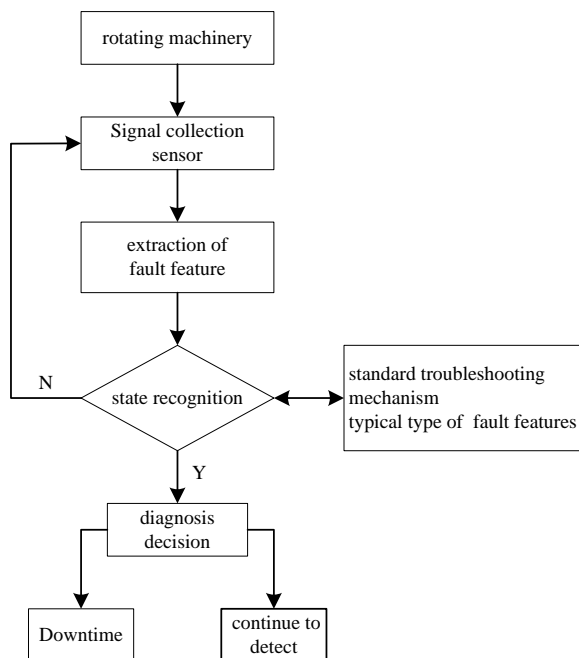 rotating machinery
Signal collection
sensor
extraction of
fault feature
N
state recognition
standard troubleshooting
mechanism
typical type of fault features
Y
diagnosis
decision
Downtime
continue to
detect